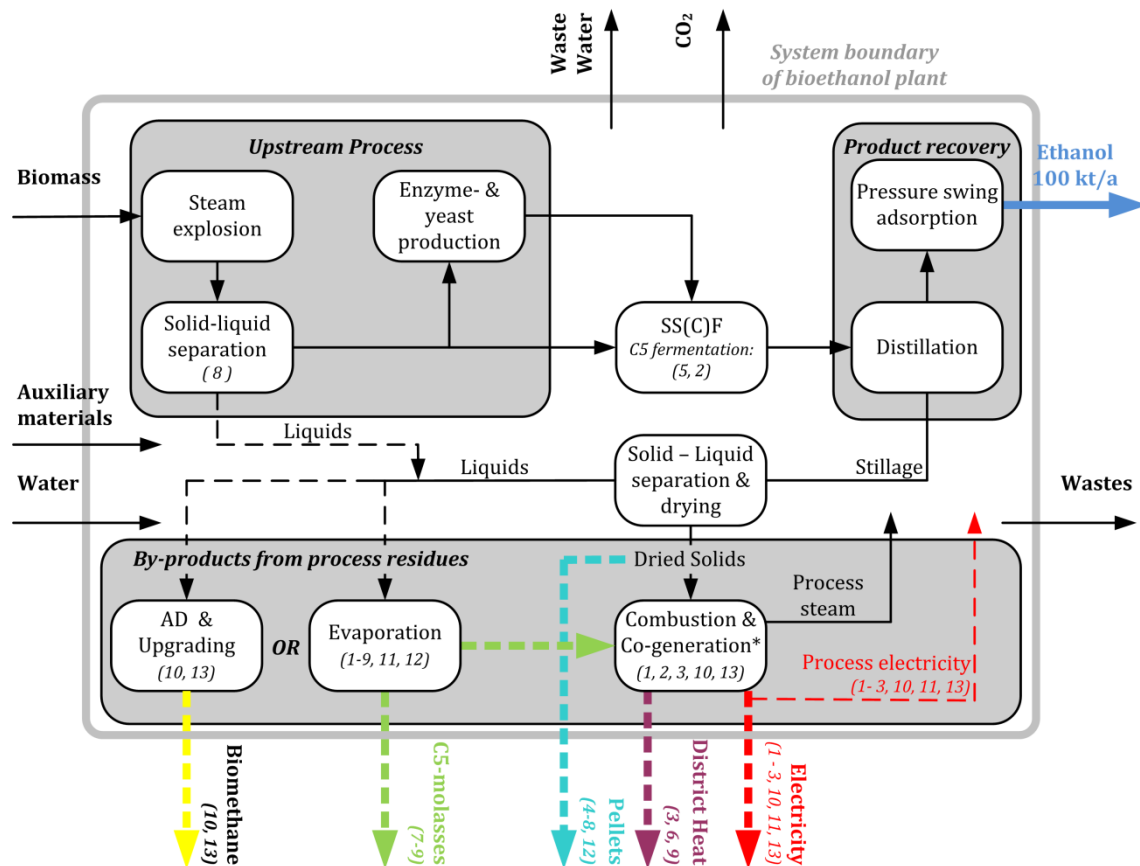 Waste
Water
CO₂
System boundary
of bioethanol plant
Upstream Process
Product recovery
Biomass
Steam
explosion
Enzyme- &
yeast
production
Pressure swing
adsorption
Ethanol
100 kt/a
Solid-liquid
separation
( 8 )
SS(C)F
C5 fermentation:
(5, 2)
Distillation
Auxiliary
materials
Liquids
Liquids
Solid – Liquid
separation &
drying
Stillage
Water
Wastes
By-products from process residues
Dried Solids
Process
steam
AD &
Upgrading
(10, 13)
OR
Evaporation
(1-9, 11, 12)
Combustion &
Co-generation*
(1, 2, 3, 10, 13)
Process electricity
(1- 3, 10, 11, 13)
Biomethane
(10, 13)
C5-molasses
(7-9)
Pellets
(4-8, 12)
District Heat
(3, 6, 9)
Electricity
(1 - 3, 10, 11, 13)